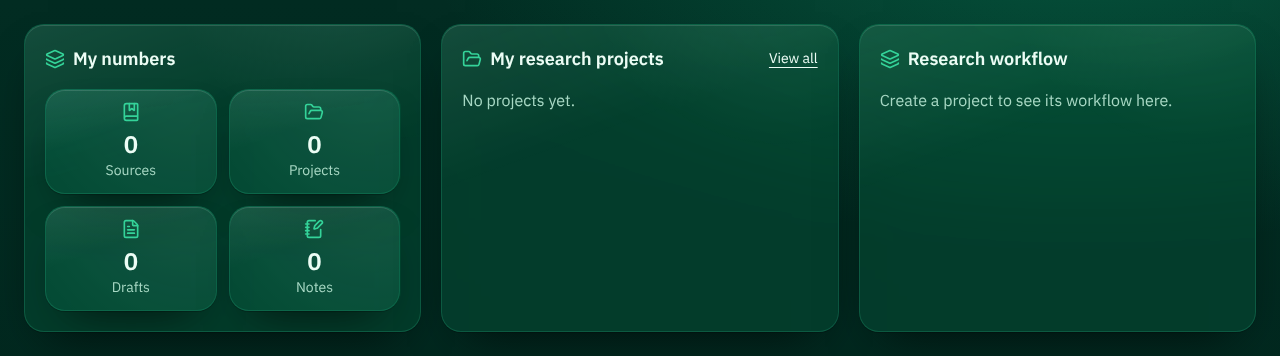 My numbers
0
Sources
0
Projects
0
Drafts
0
Notes
My research projects
View all
No projects yet.
Research workflow
Create a project to see its workflow here.